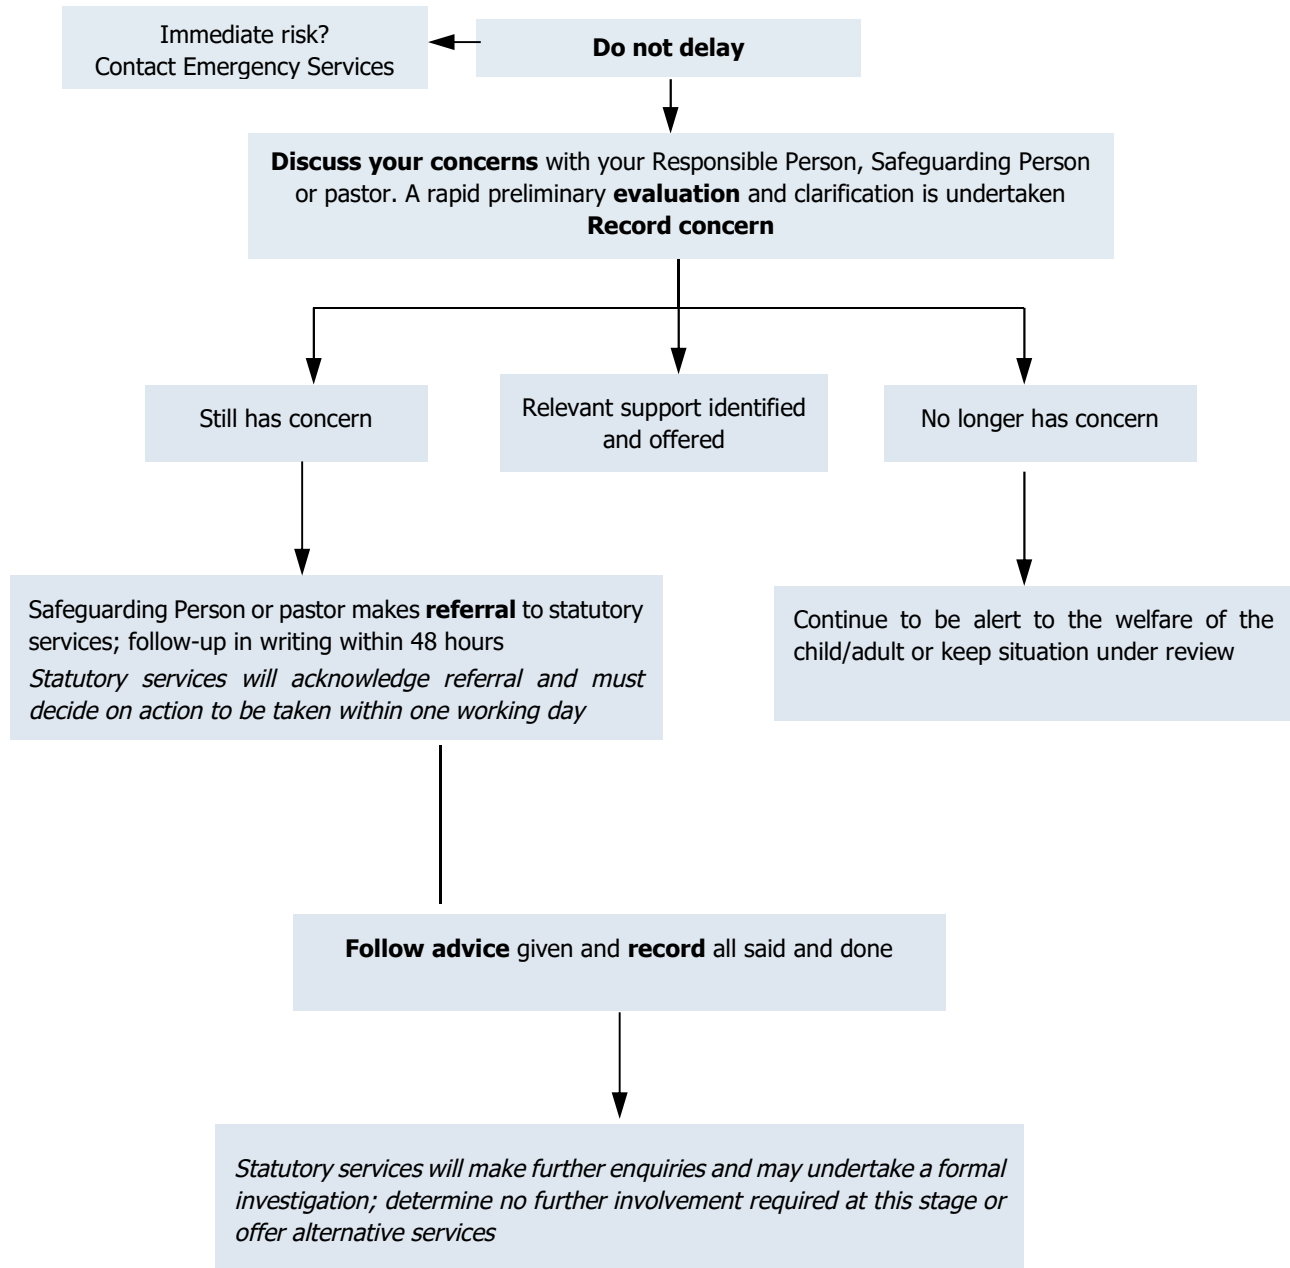 Immediate risk?
Contact Emergency Services
Do not delay
Discuss your concerns with your Responsible Person, Safeguarding Person
or pastor. A rapid preliminary evaluation and clarification is undertaken
Record concern
Still has concern
Relevant support identified
and offered
No longer has concern
Safeguarding Person or pastor makes referral to statutory
services; follow-up in writing within 48 hours
Statutory services will acknowledge referral and must
decide on action to be taken within one working day
Continue to be alert to the welfare of the
child/adult or keep situation under review
Follow advice given and record all said and done
Statutory services will make further enquiries and may undertake a formal
investigation; determine no further involvement required at this stage or
offer alternative services